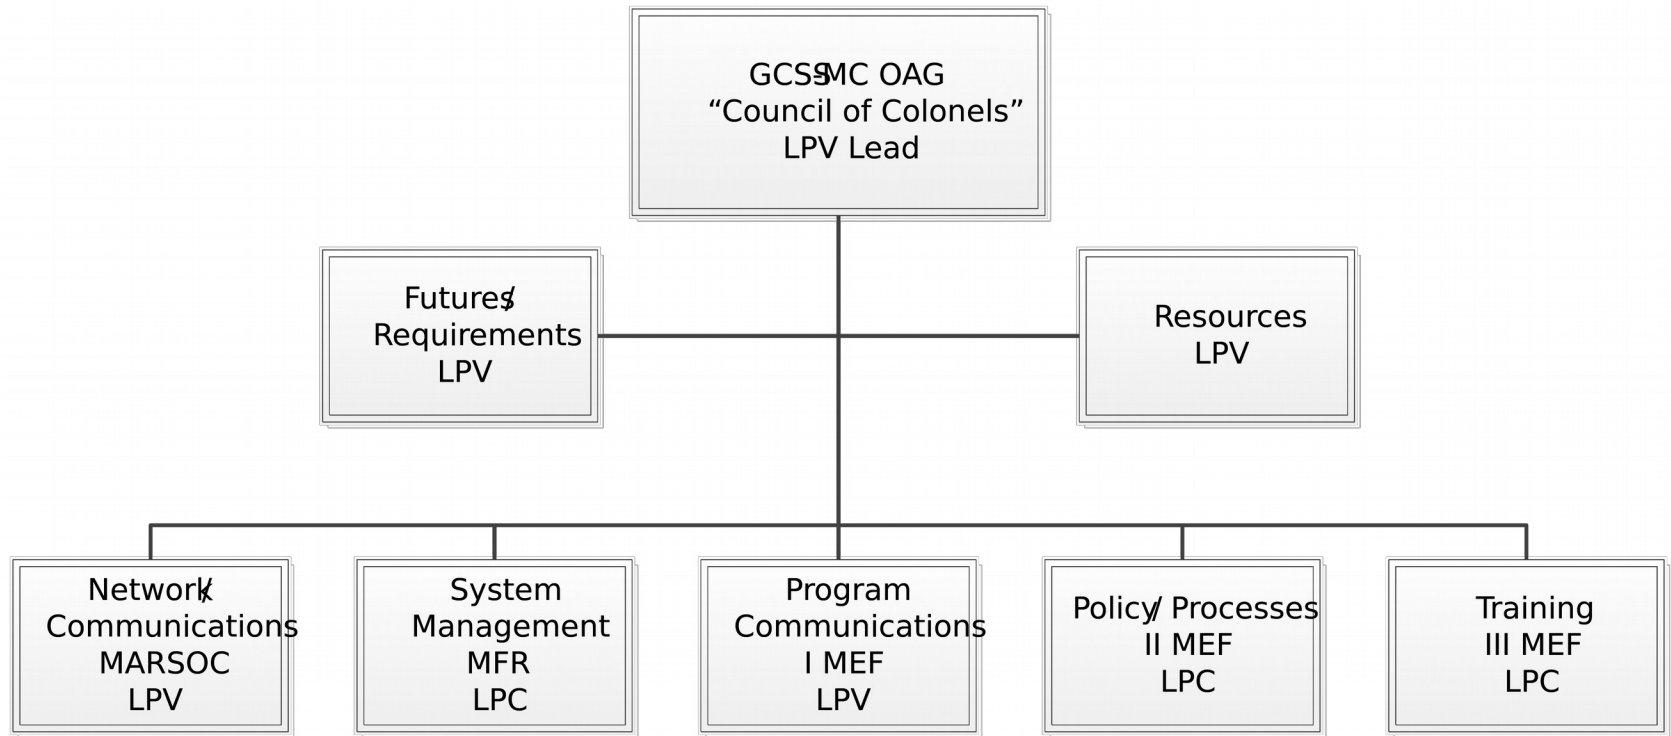 GCSS-MC OAG
“Council of Colonels”
LPV Lead
Futures/
Requirements
LPV
Resources
LPV
Network/
Communications
MARSOC
LPV
System
Management
MFR
LPC
Program
Communications
I MEF
LPV
Policy/ Processes
II MEF
LPC
Training
III MEF
LPC